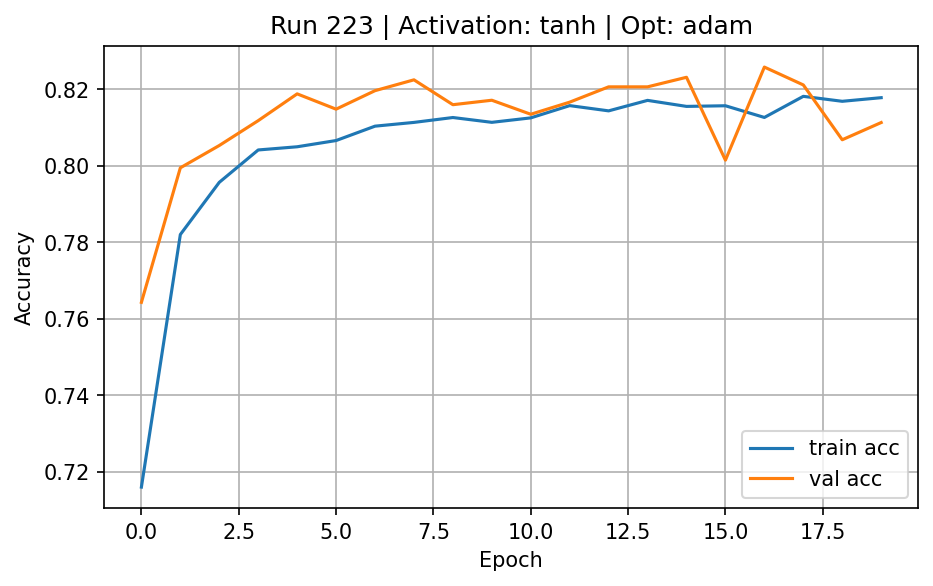 Run 223 | Activation: tanh | Opt: adam
0.82
0.80
0.78
0.76
0.74
0.72
Accuracy
train acc
val acc
0.0 2.5 5.0 7.5 10.0 12.5 15.0 17.5
Epoch